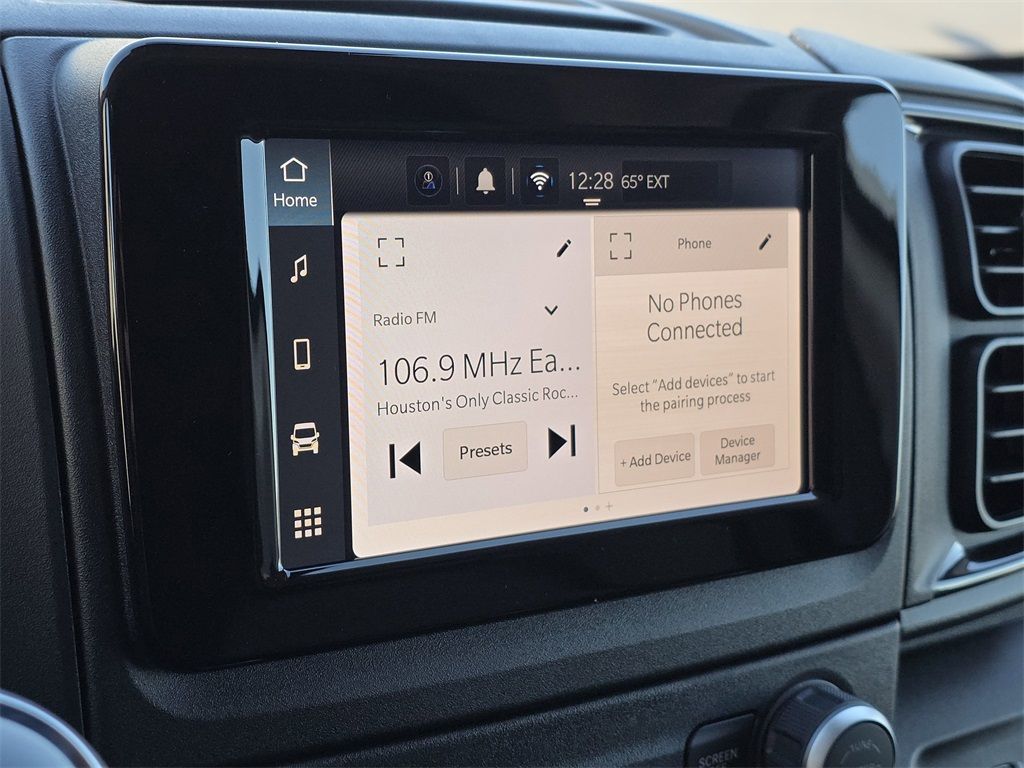 Home
12:28 65° EXT
Radio FM
106.9 MHz Ea...
Houston's Only Classic Roc...
Presets
Phone
No Phones
Connected
Select “Add devices” to start
the pairing process
+ Add Device
Device
Manager
SCREEN
TUNE